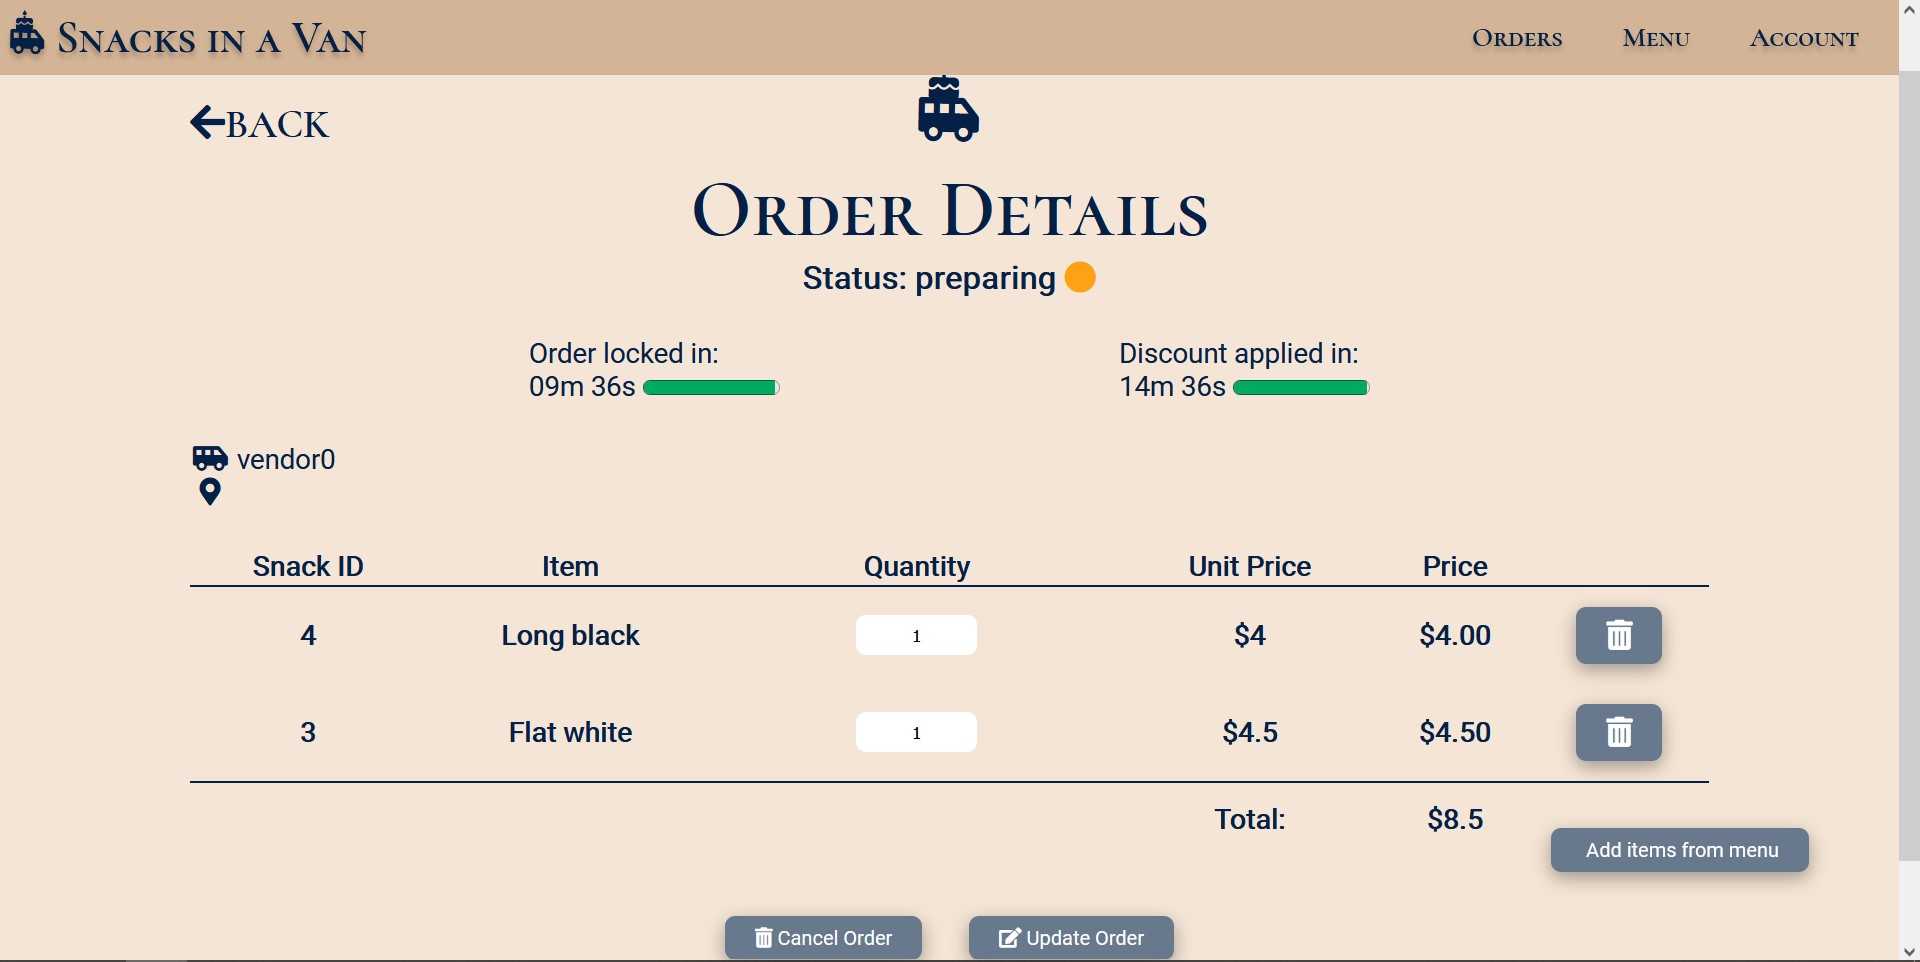 Snacks in a Van
Orders Menu Account
BACK
Order Details
Status: preparing
Order locked in:
09m 36s
Discount applied in:
14m 36s
vendor0
Snack ID Item Quantity Unit Price Price
4 Long black 1 $4 $4.00
3 Flat white 1 $4.5 $4.50
Total: $8.5
Add items from menu
Cancel Order Update Order